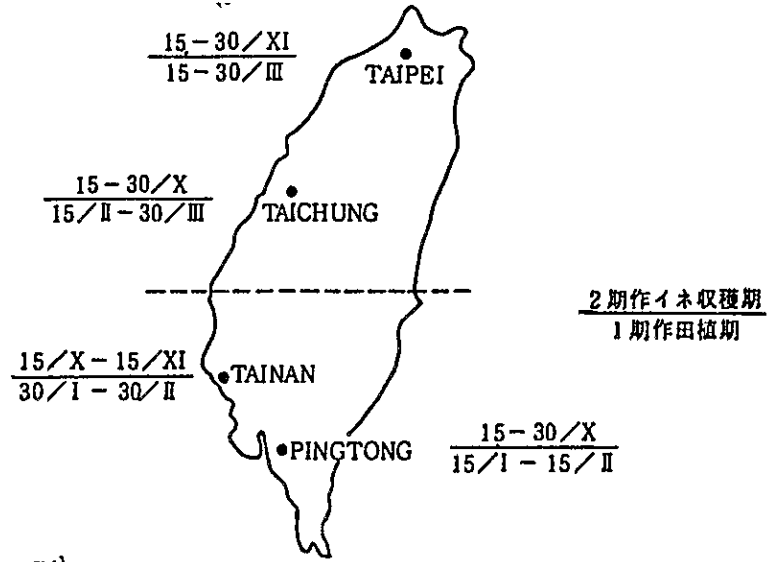 15-30/XI
15-30/III
TAIPEI
15-30/X
15/II-30/III
TAICHUNG
2期作イネ収穫期
1期作田植期
15/X-15/XI
30/I-30/II
TAINAN
PINGTONG
15-30/X
15/I-15/II